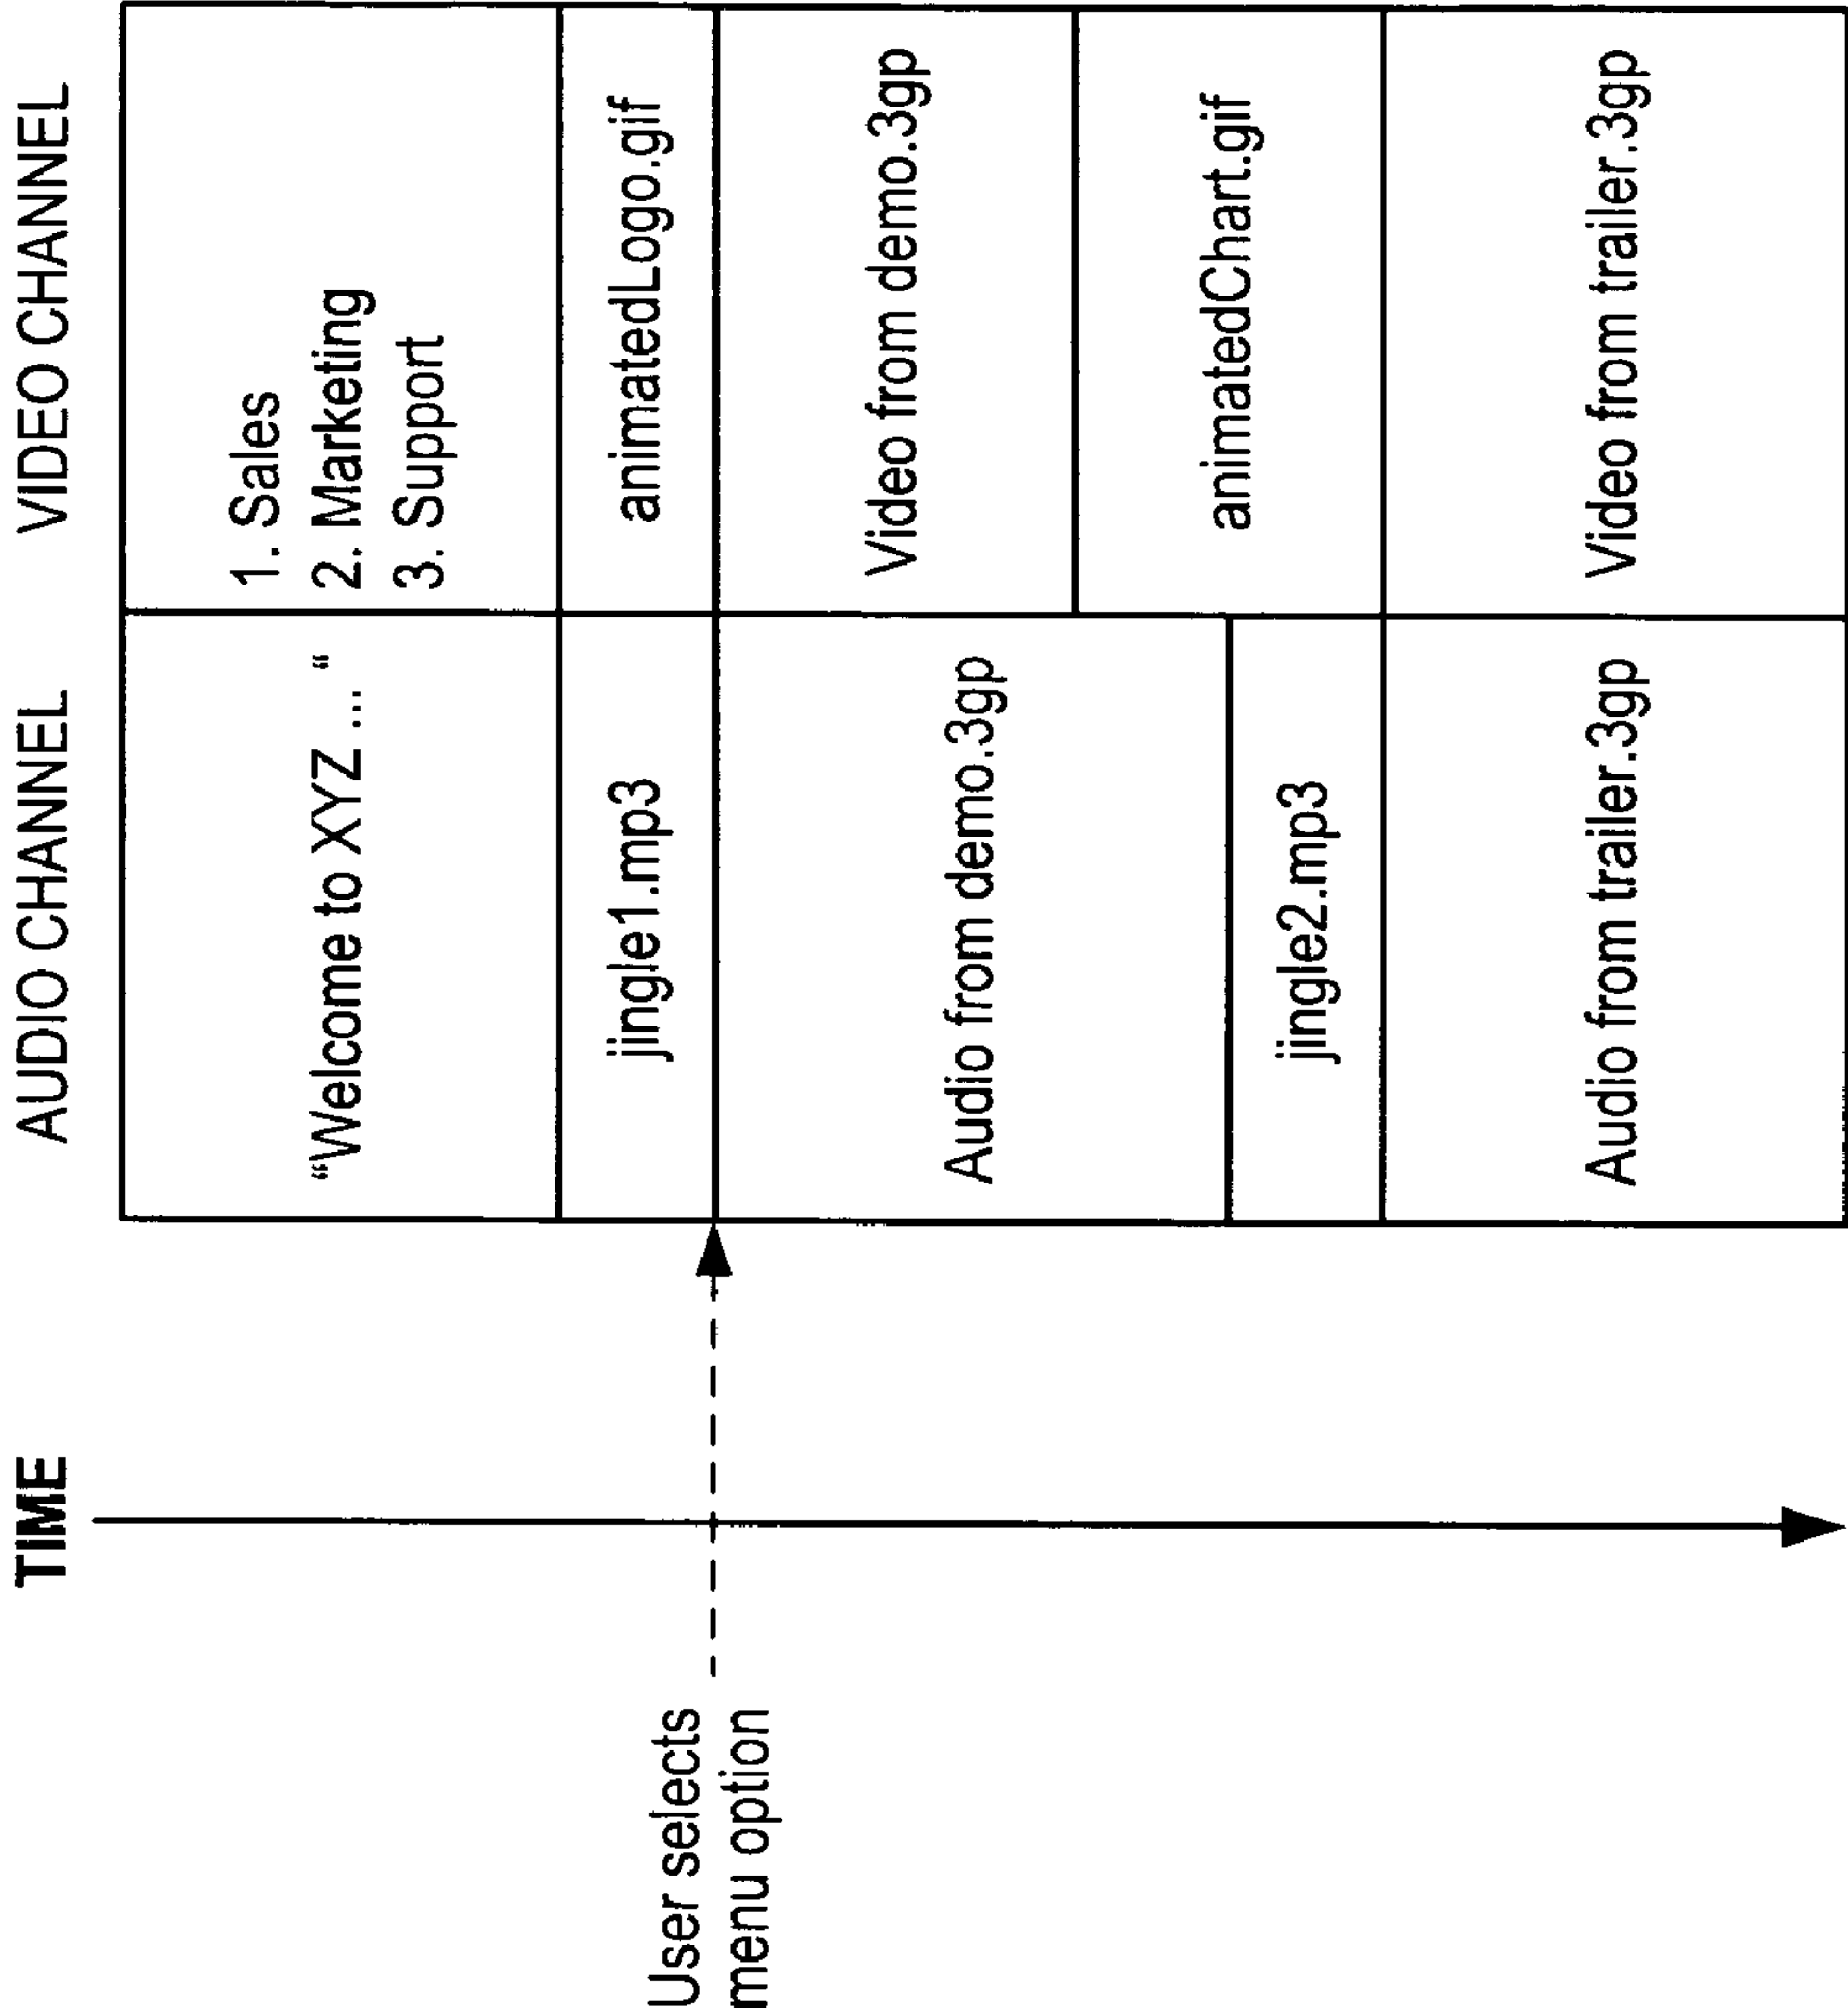 TIME
AUDIO CHANNEL
VIDEO CHANNEL
“Welcome to XYZ ... “
1. Sales
2. Marketing
3. Support
jingle1.mp3
animatedLogo.gif
User selects
menu option
Audio from demo.3gp
Video from demo.3gp
animatedChart.gif
jingle2.mp3
Audio from trailer.3gp
Video from trailer.3gp